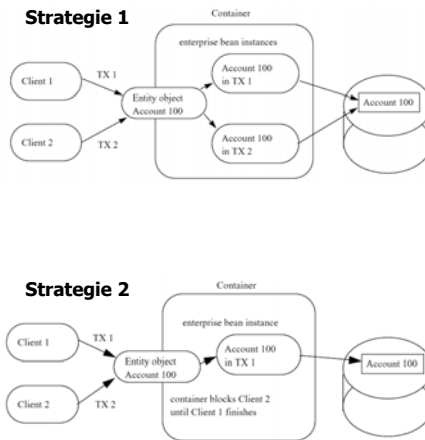 Strategie 1
Container
enterprise bean instances
Client 1
TX 1
Account 100
in TX 1
Entity object
Account 100
Account 100
Client 2
TX 2
Account 100
in TX 2
Strategie 2
Container
enterprise bean instance
Client 1
TX 1
Account 100
in TX 1
Entity object
Account 100
Account 100
Client 2
TX 2
container blocks Client 2
until Client 1 finishes